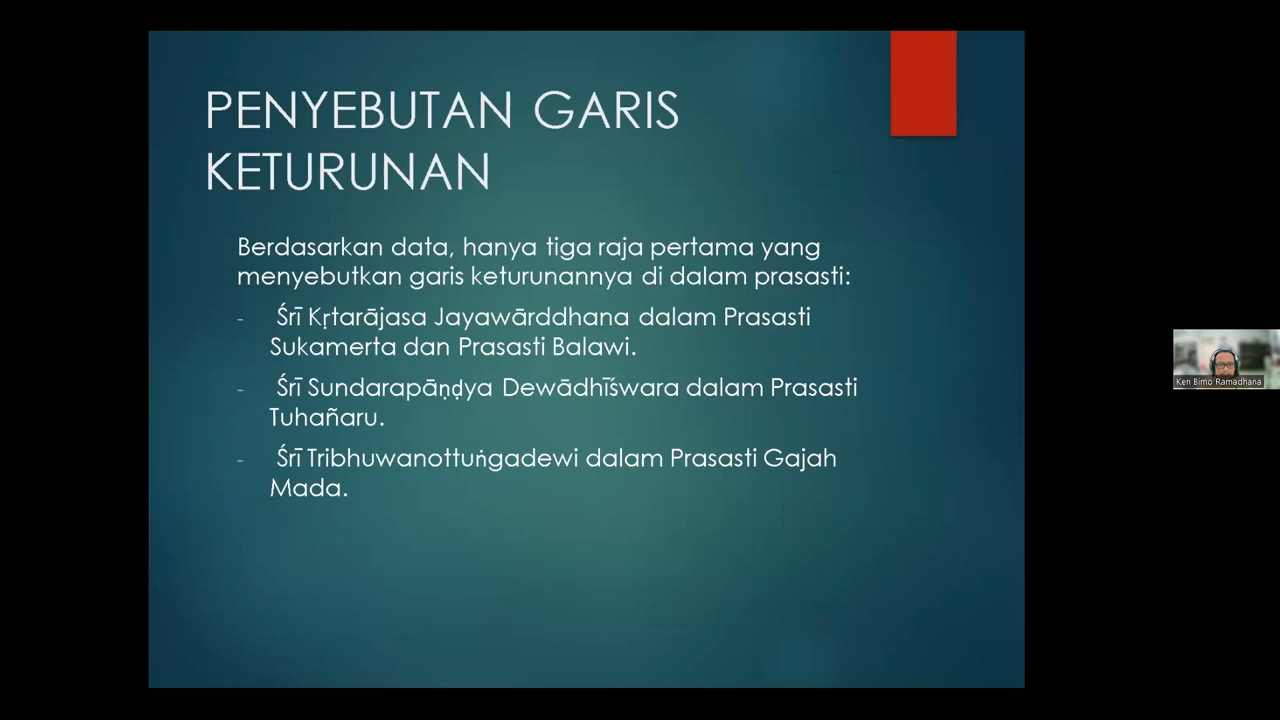 PENYEBUTAN GARIS
KETURUNAN
Berdasarkan data, hanya tiga raja pertama yang
menyebutkan garis keturunannya di dalam prasasti:
- Śrī Kṛtarājasa Jayawārddhana dalam Prasasti
Sukamerta dan Prasasti Balawi.
- Śrī Sundarapāṇḍya Dewādhīśwara dalam Prasasti
Tuhañaru.
- Śrī Tribhuwanottuṅgadewi dalam Prasasti Gajah
Mada.
Ken Bimo Ramadhana